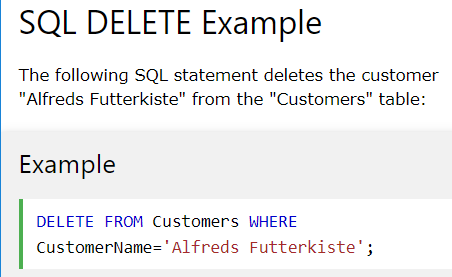 SQL DELETE Example
The following SQL statement deletes the customer
"Alfreds Futterkiste" from the "Customers" table:
Example
DELETE FROM Customers WHERE
CustomerName='Alfreds Futterkiste';